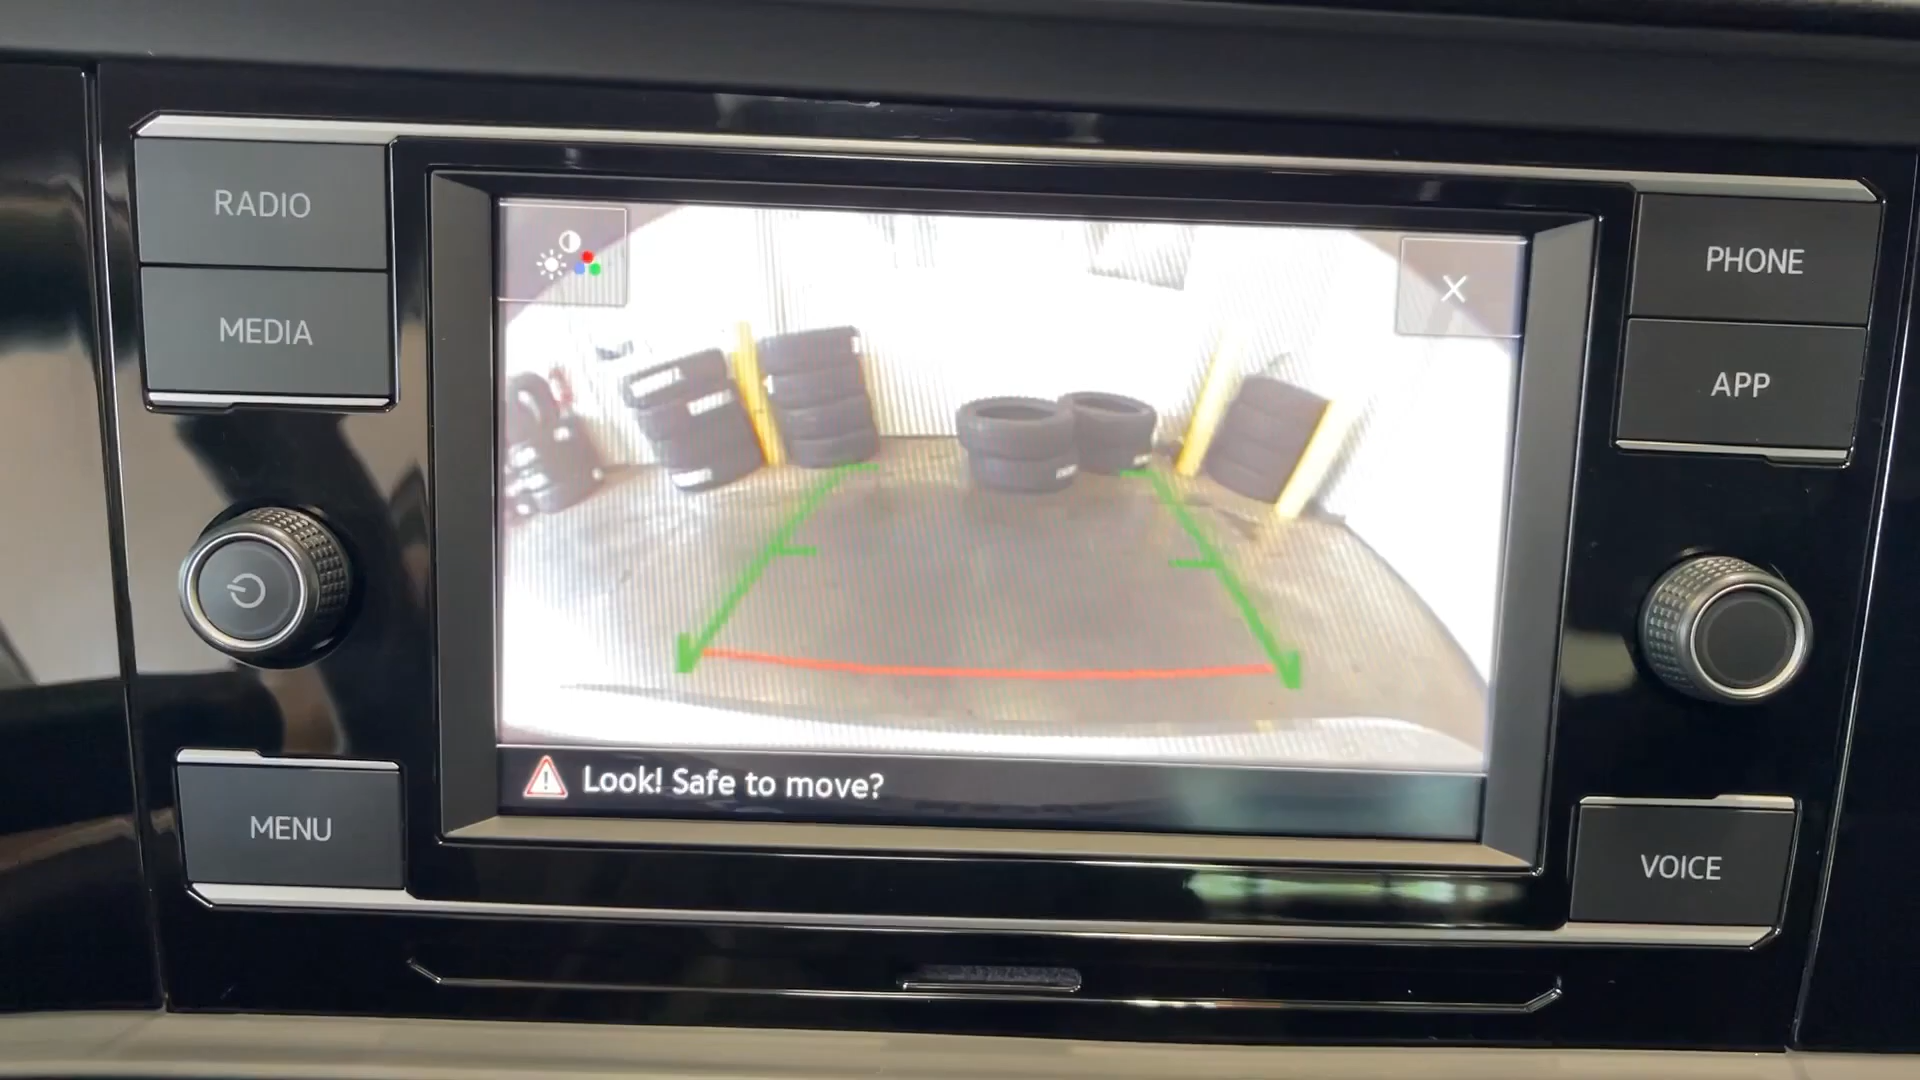 RADIO
MEDIA
PHONE
APP
Look! Safe to move?
MENU
VOICE